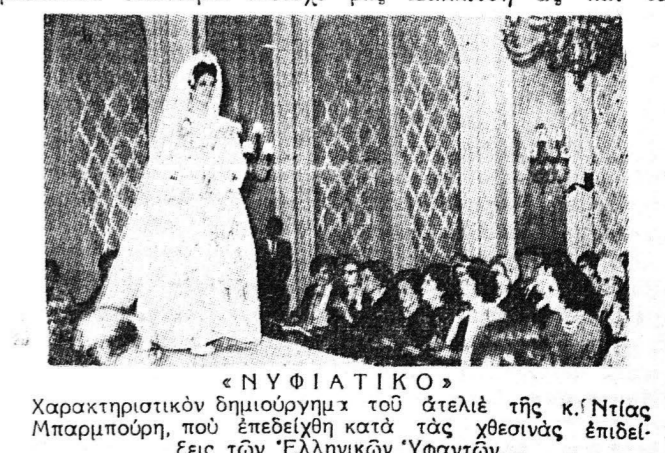 «ΝΥΦΙΑΤΙΚΟ»
Χαρακτηριστικὸν δημιούργημα τοῦ ἀτελιὲ τῆς κ. Ντίας
Μπαρμπούρη, ποὺ ἐπεδείχθη κατὰ τὰς χθεσινὰς ἐπιδεί-
ξεις τῶν Ἑλληνικῶν Ὑφαντῶν